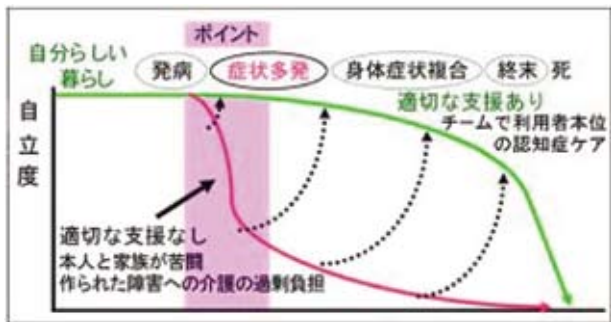 ポイント
自分らしい
暮らし
発病
症状多発
身体症状複合
終末
死
自立度
適切な支援あり
チームで利用者本位
の認知症ケア
適切な支援なし
本人と家族が苦闘
作られた障害への介護の過剰負担